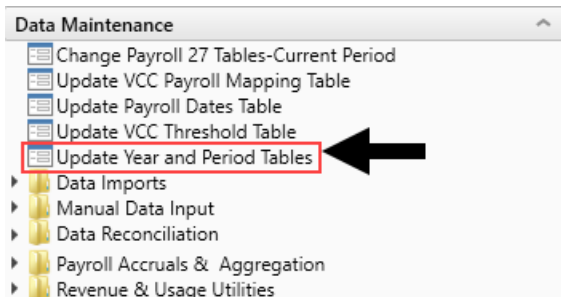 Data Maintenance
Change Payroll 27 Tables-Current Period
Update VCC Payroll Mapping Table
Update Payroll Dates Table
Update VCC Threshold Table
Update Year and Period Tables
Data Imports
Manual Data Input
Data Reconciliation
Payroll Accruals & Aggregation
Revenue & Usage Utilities